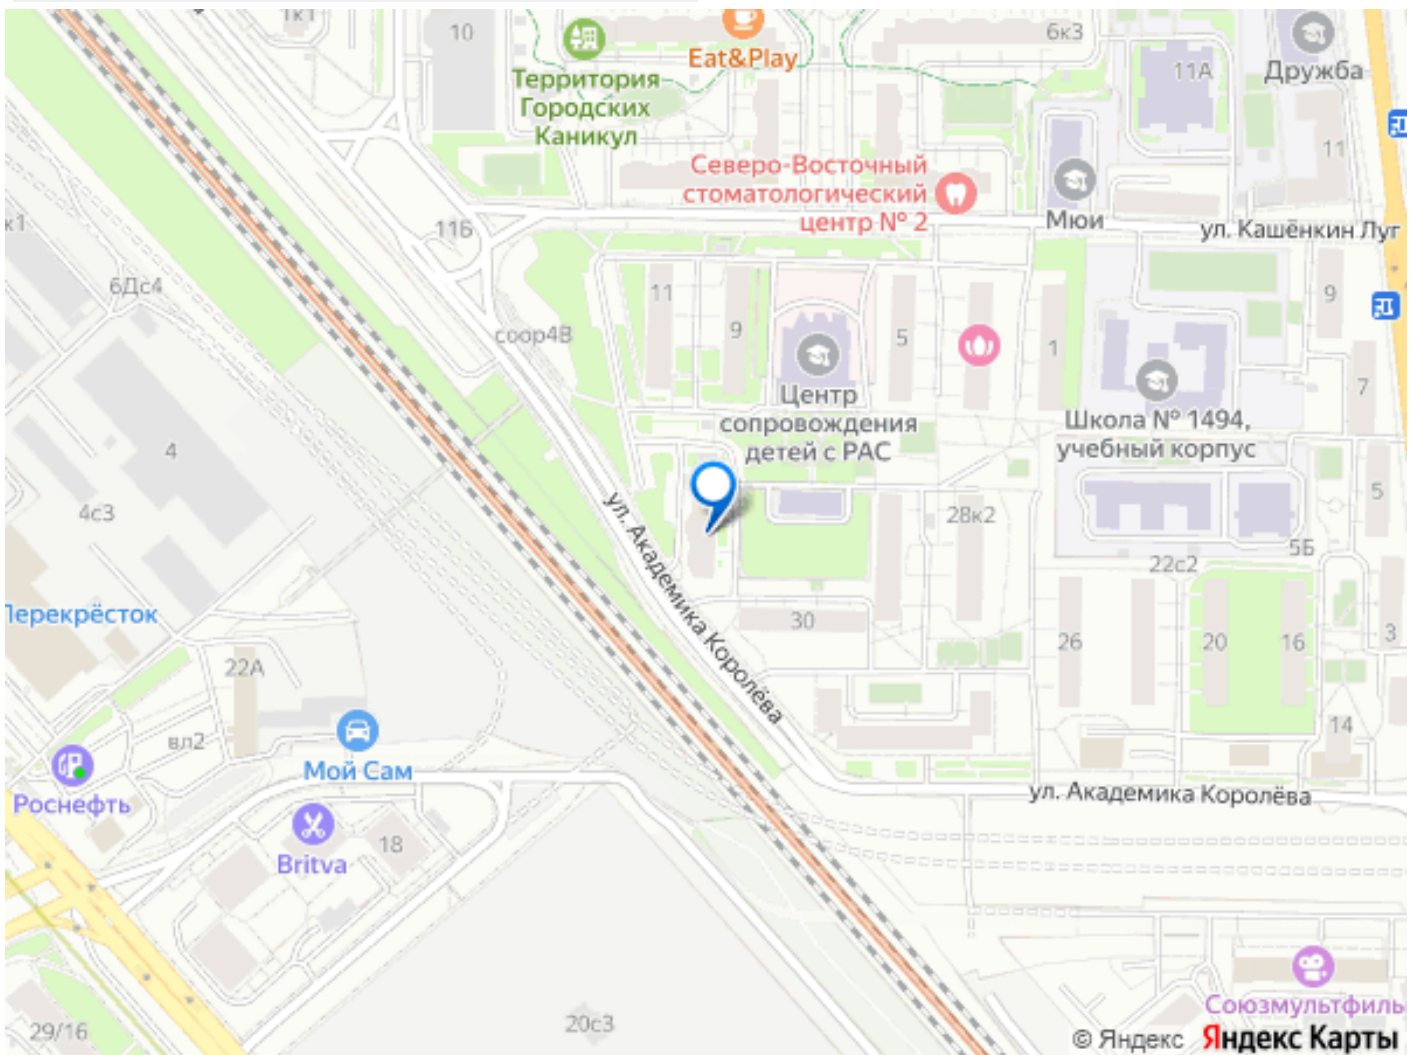 1к1
10
Eat&Play
6к3
11А
Дружба
Территория
Городских
Каникул
11
Северо-Восточный
стоматологический
центр № 2
Мюи
ул. Кашёнкин Луг
к1
11Б
6Дс4
11
9
5
1
9
7
соор4В
Центр
сопровождения
детей с РАС
Школа № 1494,
учебный корпус
4
4с3
28к2
5
5Б
22с2
ул. Академика Королёва
Перекрёсток
30
26
20
16
3
22А
14
вл2
Мой Сам
Роснефть
ул. Академика Королёва
Britva
18
Союзмультфиль
29/16
20с3
© Яндекс Яндекс Карты